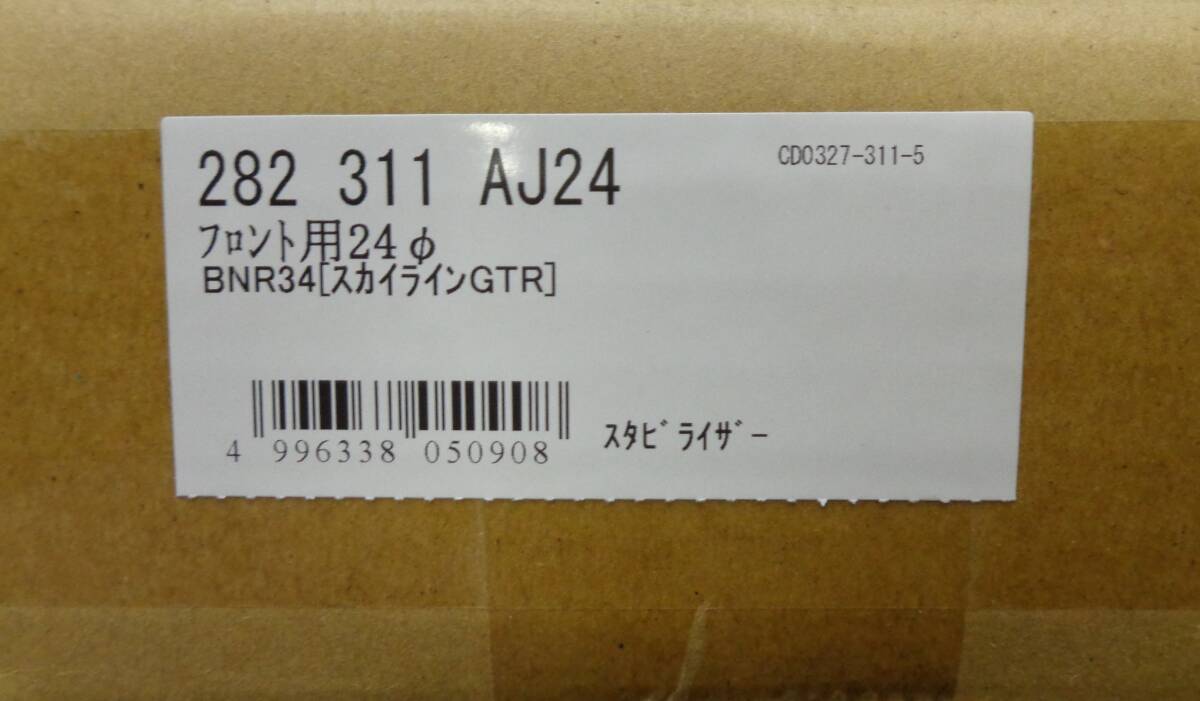 282 311 AJ24
CD0327-311-5
ﾌﾛﾝﾄ用24φ
BNR34[スカイラインGTR]
4 996338 050908
ｽﾀﾋﾞﾗｲｻﾞｰ